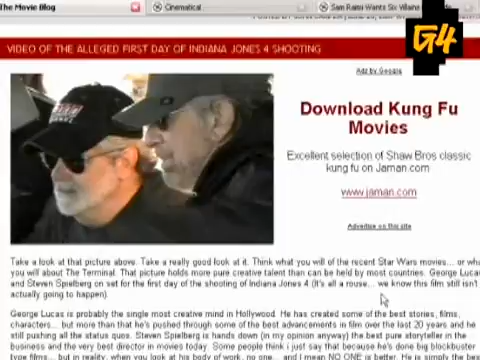 The Movie Blog
Cinematical
Sam Raimi Wants Six Villains
G4
VIDEO OF THE ALLEGED FIRST DAY OF INDIANA JONES 4 SHOOTING
Ads by Google
Download Kung Fu
Movies
Excellent selection of Shaw Bros classic
kung fu on Jaman.com
www.jaman.com
Advertise on this site
Take a look at that picture above. Take a really good look at it. Think what you will of the recent Star Wars movies... or wha
you will about The Terminal. That picture holds more pure creative talent than can be held by most countries. George Lucas
and Steven Spielberg on set for the first day of the shooting of Indiana Jones 4 (It's all a rouse... we know this film still isn't
actually going to happen).
George Lucas is probably the single most creative mind in Hollywood. He has created some of the best stories, films,
characters... but more than he's pushed through some of the best advancements in film over the last 20 years and he
still pushing all the status quos. Steven Spielberg is hands down (in my opinion anyway) the best pure storyteller in the
business and the very best director in movies today. Some people think i just say that because he's done big blockbuster
type films... but in reality, when you look at his body of work, no one... and I mean NO ONE is better. He is simply the bes